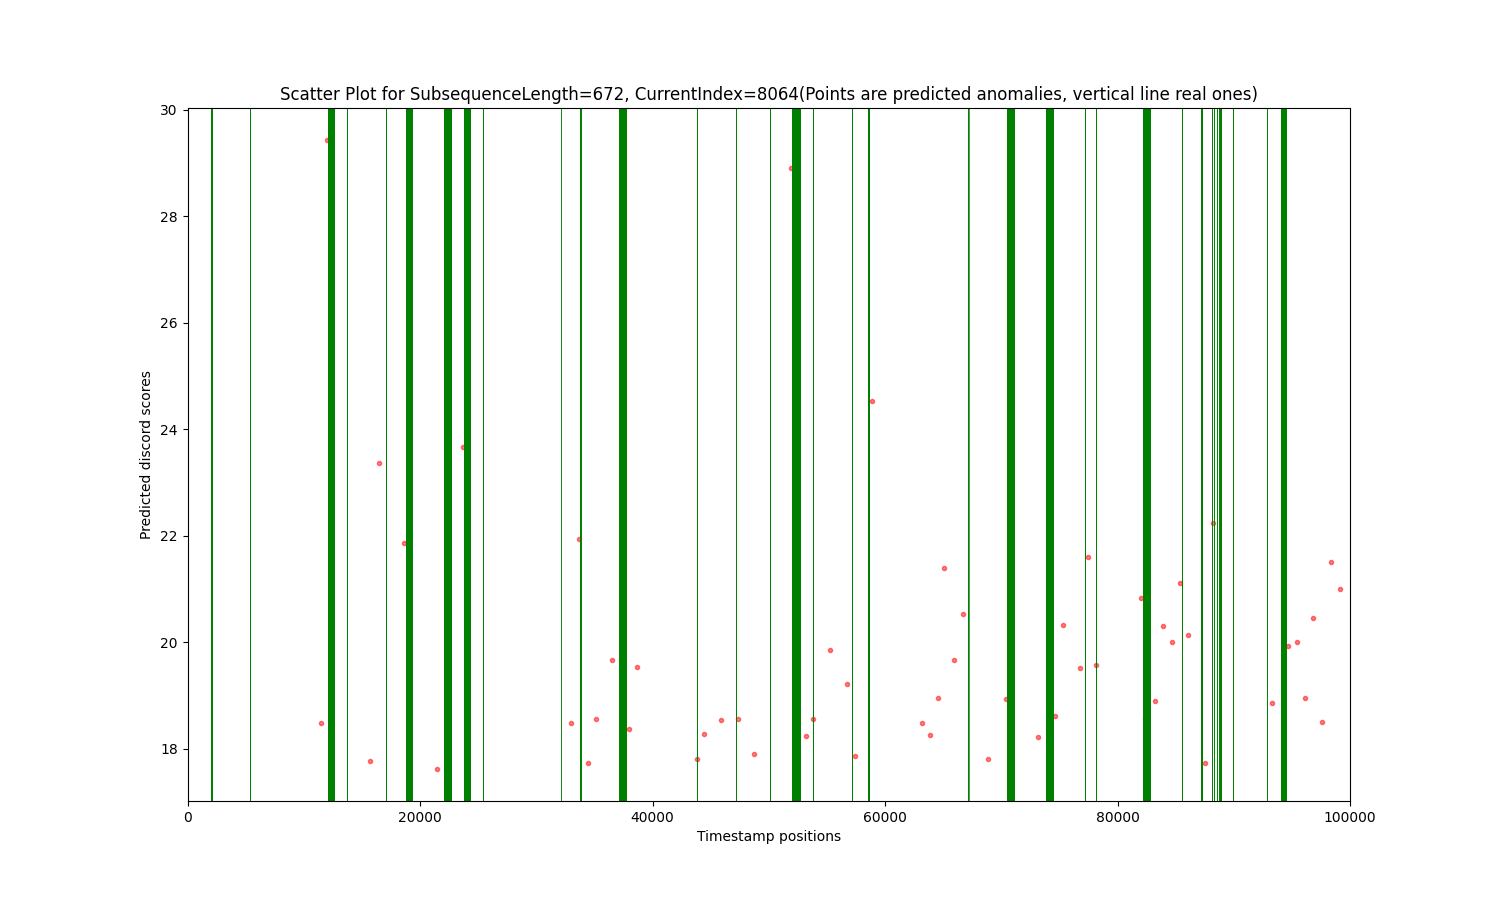 Scatter Plot for SubsequenceLength=672, CurrentIndex=8064(Points are predicted anomalies, vertical line real ones)
30
28
26
24
22
20
18
Predicted discord scores
0 20000 40000 60000 80000 100000
Timestamp positions